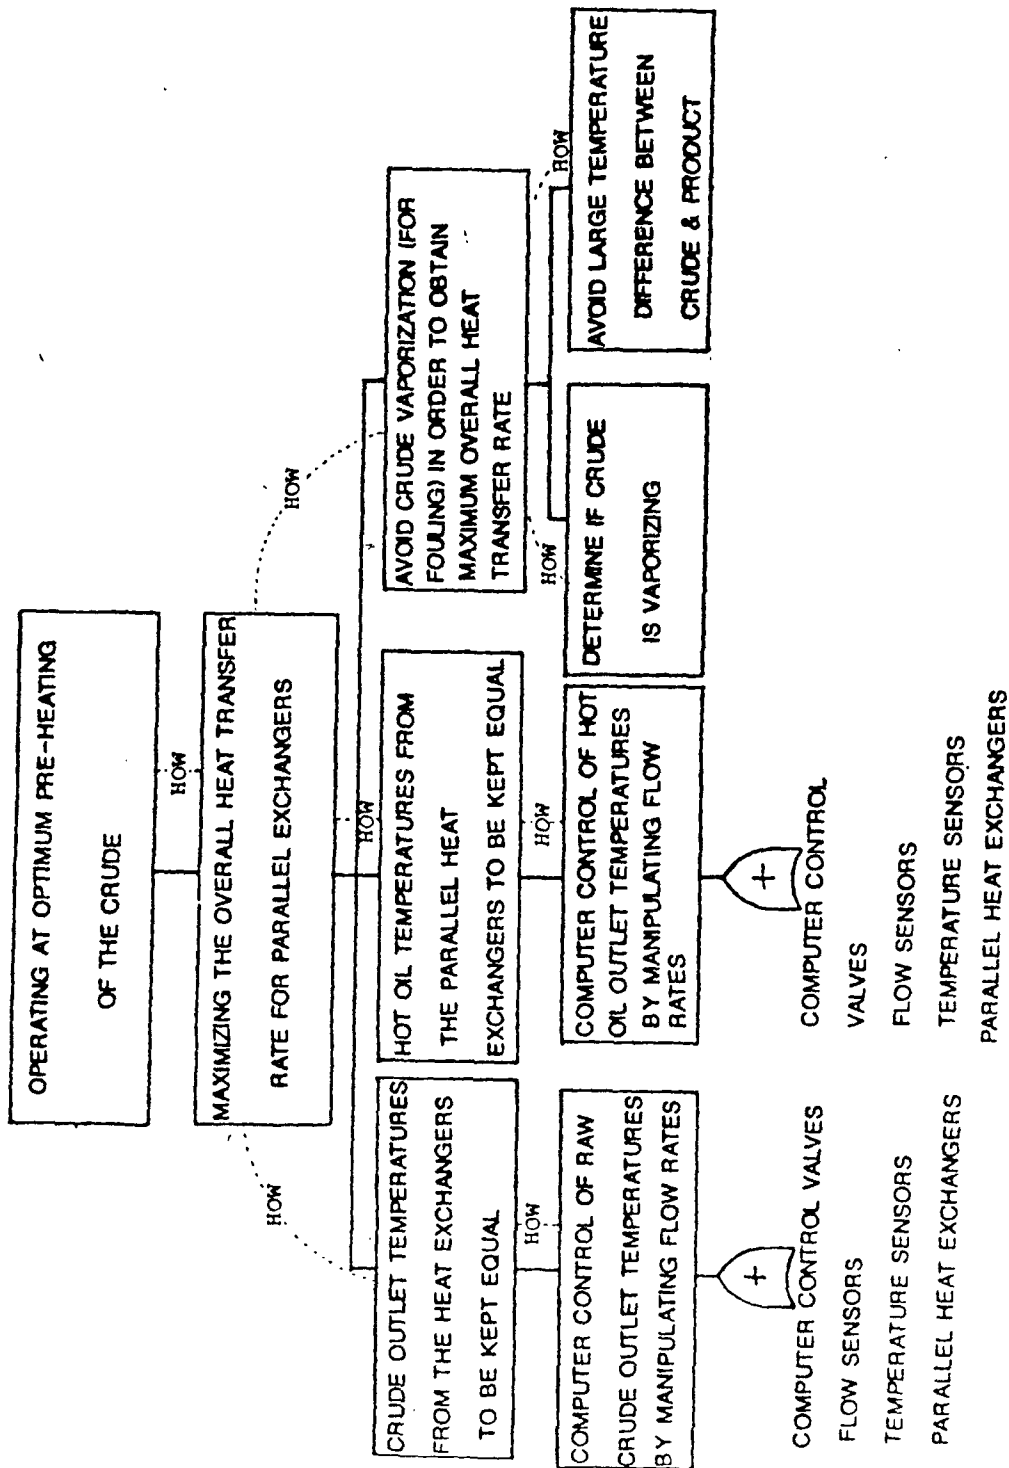 OPERATING AT OPTIMUM PRE-HEATING
OF THE CRUDE
HOW
MAXIMIZING THE OVERALL HEAT TRANSFER
RATE FOR PARALLEL EXCHANGERS
HOW
HOW
HOW
CRUDE OUTLET TEMPERATURES
FROM THE HEAT EXCHANGERS
TO BE KEPT EQUAL
HOT OIL TEMPERATURES FROM
THE PARALLEL HEAT
EXCHANGERS TO BE KEPT EQUAL
AVOID CRUDE VAPORIZATION (FOR
FOULING) IN ORDER TO OBTAIN
MAXIMUM OVERALL HEAT
TRANSFER RATE
HOW
HOW
HOW
HOW
COMPUTER CONTROL OF RAW
CRUDE OUTLET TEMPERATURES
BY MANIPULATING FLOW RATES
COMPUTER CONTROL OF HOT
OIL OUTLET TEMPERATURES
BY MANIPULATING FLOW
RATES
DETERMINE IF CRUDE
IS VAPORIZING
AVOID LARGE TEMPERATURE
DIFFERENCE BETWEEN
CRUDE & PRODUCT
+
+
COMPUTER CONTROL VALVES
FLOW SENSORS
TEMPERATURE SENSORS
PARALLEL HEAT EXCHANGERS
COMPUTER CONTROL
VALVES
FLOW SENSORS
TEMPERATURE SENSORS
PARALLEL HEAT EXCHANGERS